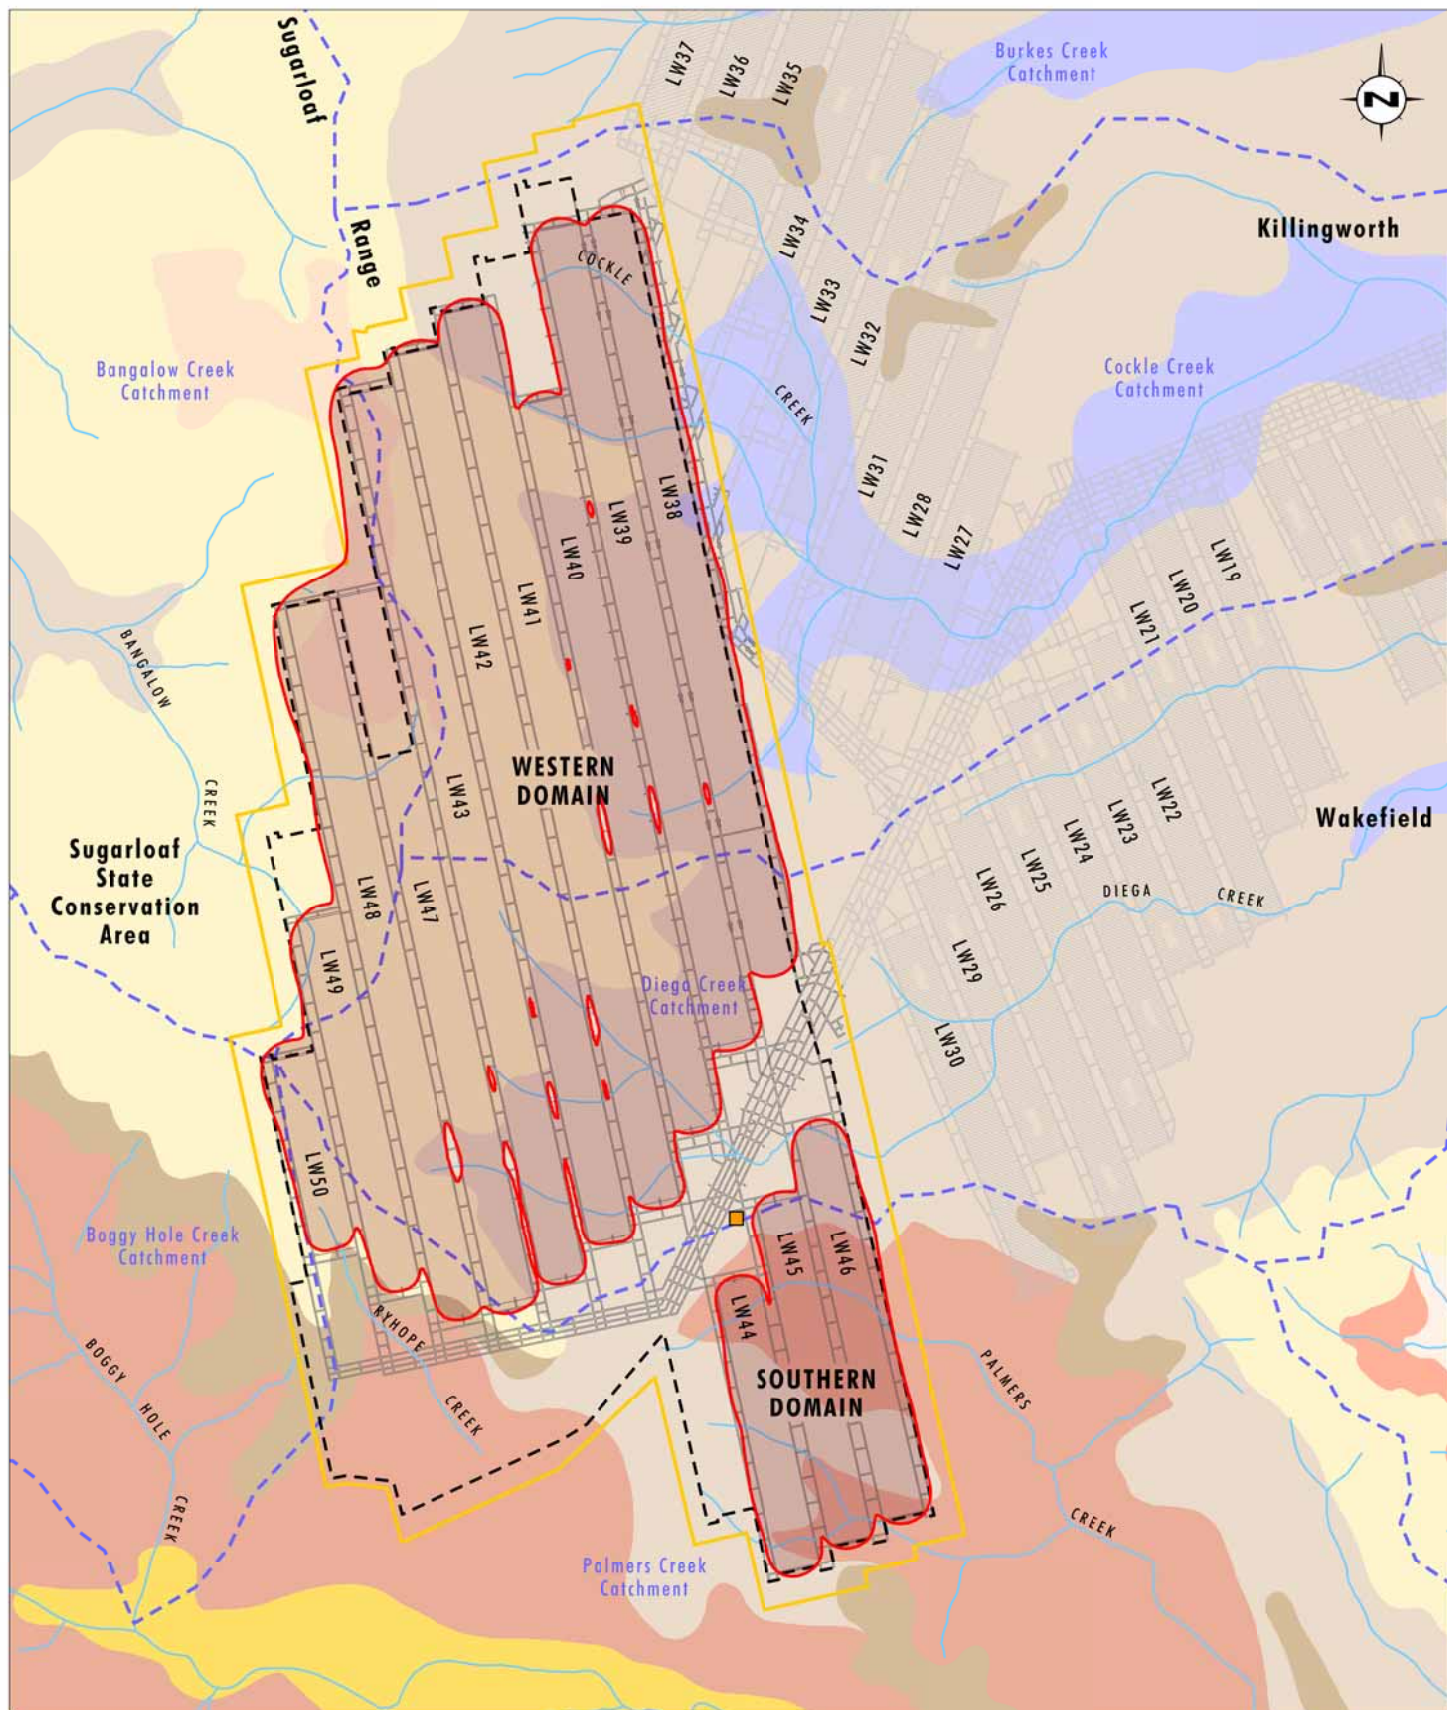 Sugarloaf
Range
LW37
LW36
LW35
Burkes Creek
Catchment
N
Killingworth
LW34
LW33
LW32
COCKLE
CREEK
Bangalow Creek
Catchment
Cockle Creek
Catchment
LW31
LW28
LW27
LW38
LW39
LW40
LW41
LW42
LW19
LW20
LW21
BANGALOW
CREEK
WESTERN
DOMAIN
LW43
LW22
LW23
LW24
LW25
LW26
Wakefield
Sugarloaf
State
Conservation
Area
LW47
LW48
LW49
DIEGA
CREEK
LW29
LW30
Diega Creek
Catchment
LW50
Boggy Hole Creek
Catchment
LW44
LW45
LW46
RYHOPE
CREEK
BOGGY
HOLE
CREEK
SOUTHERN
DOMAIN
PALMERS
CREEK
Palmers Creek
Catchment